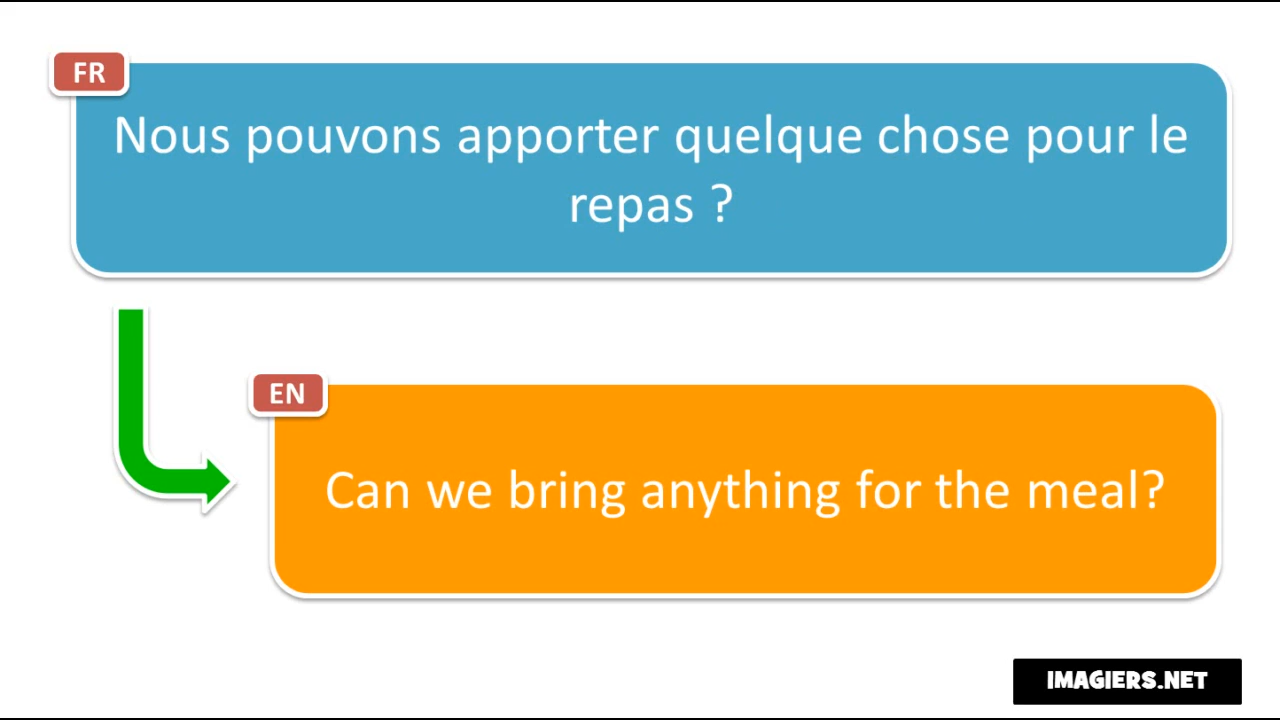 FR
Nous pouvons apporter quelque chose pour le
repas ?
EN
Can we bring anything for the meal?
IMAGIERS.NET